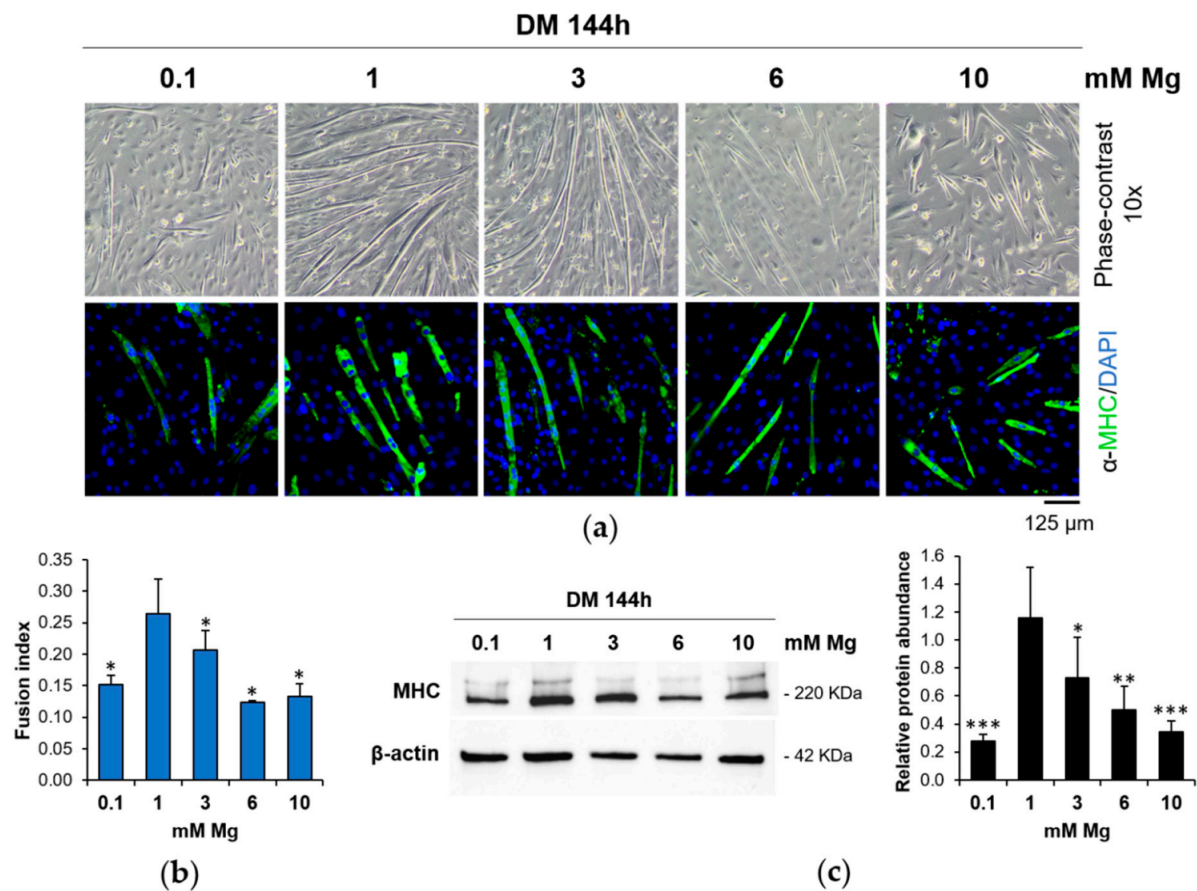 DM 144h
0.1 1 3 6 10 mM Mg
Phase-contrast
10x
α-MHC/DAPI
125 µm
(a)
Fusion index
0.35
0.30
0.25
0.20
0.15
0.10
0.05
0.00
* * * *
0.1 1 3 6 10
mM Mg
(b)
DM 144h
0.1 1 3 6 10 mM Mg
MHC - 220 KDa
β-actin - 42 KDa
Relative protein abundance
1.6
1.4
1.2
1.0
0.8
0.6
0.4
0.2
0.0
*** * ** ***
0.1 1 3 6 10
mM Mg
(c)